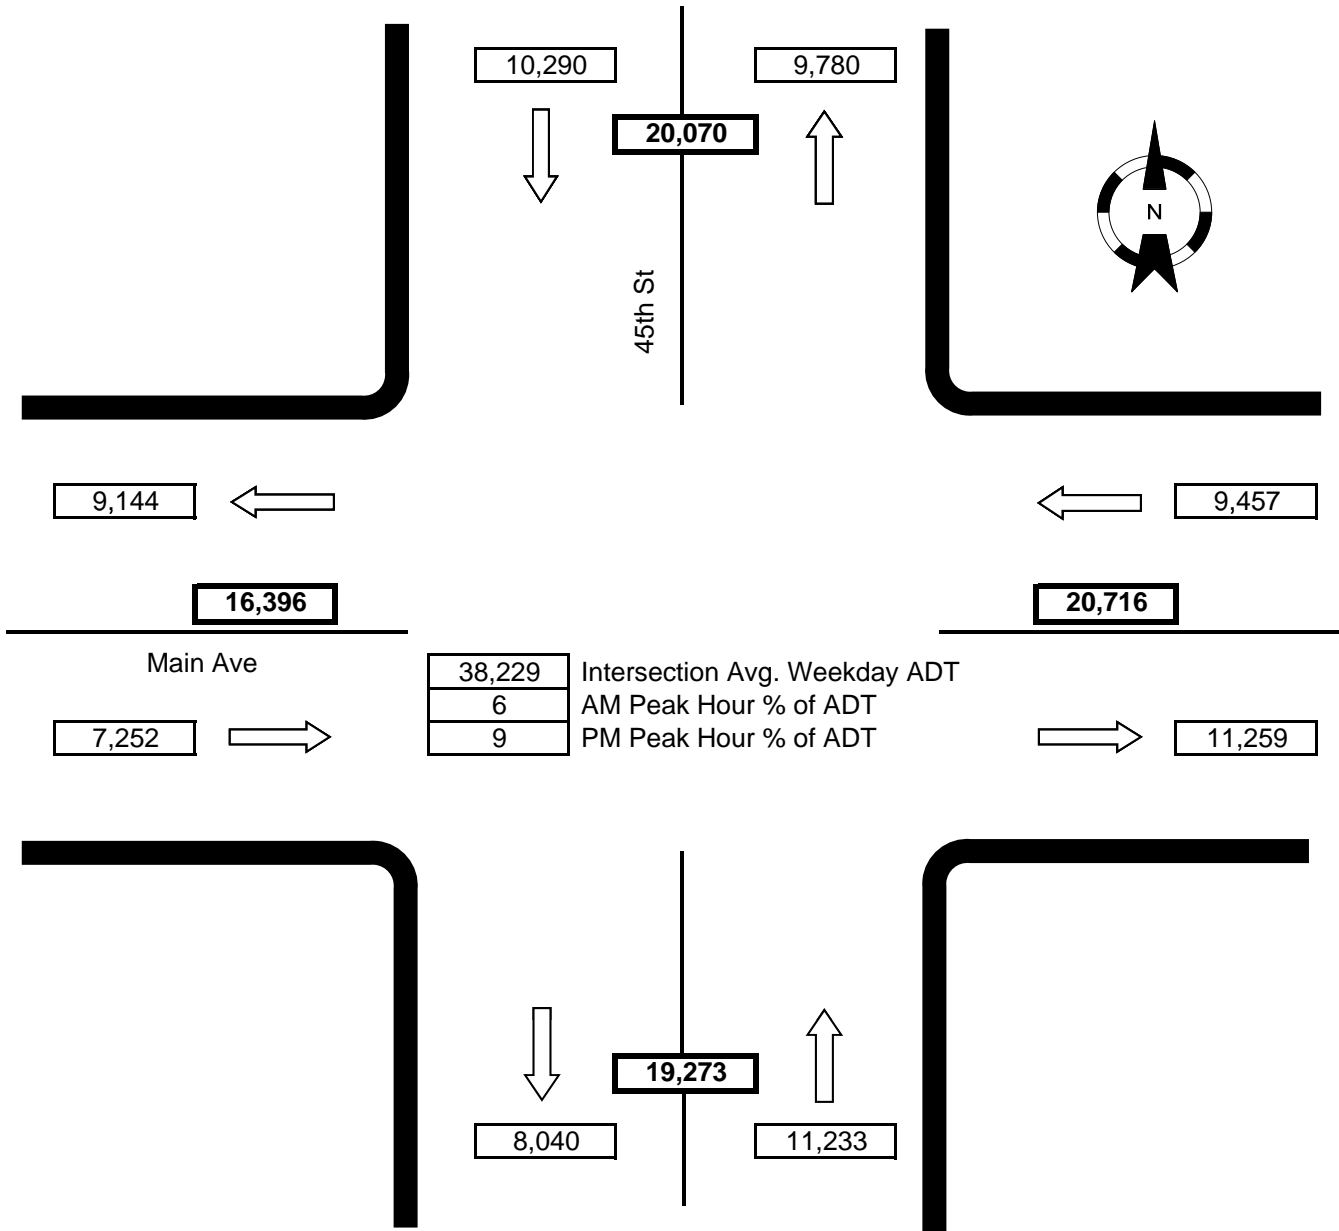 10,290
9,780
20,070
N
45th St
9,144
9,457
16,396
20,716
Main Ave
38,229 Intersection Avg. Weekday ADT
6 AM Peak Hour % of ADT
9 PM Peak Hour % of ADT
7,252
11,259
19,273
8,040
11,233